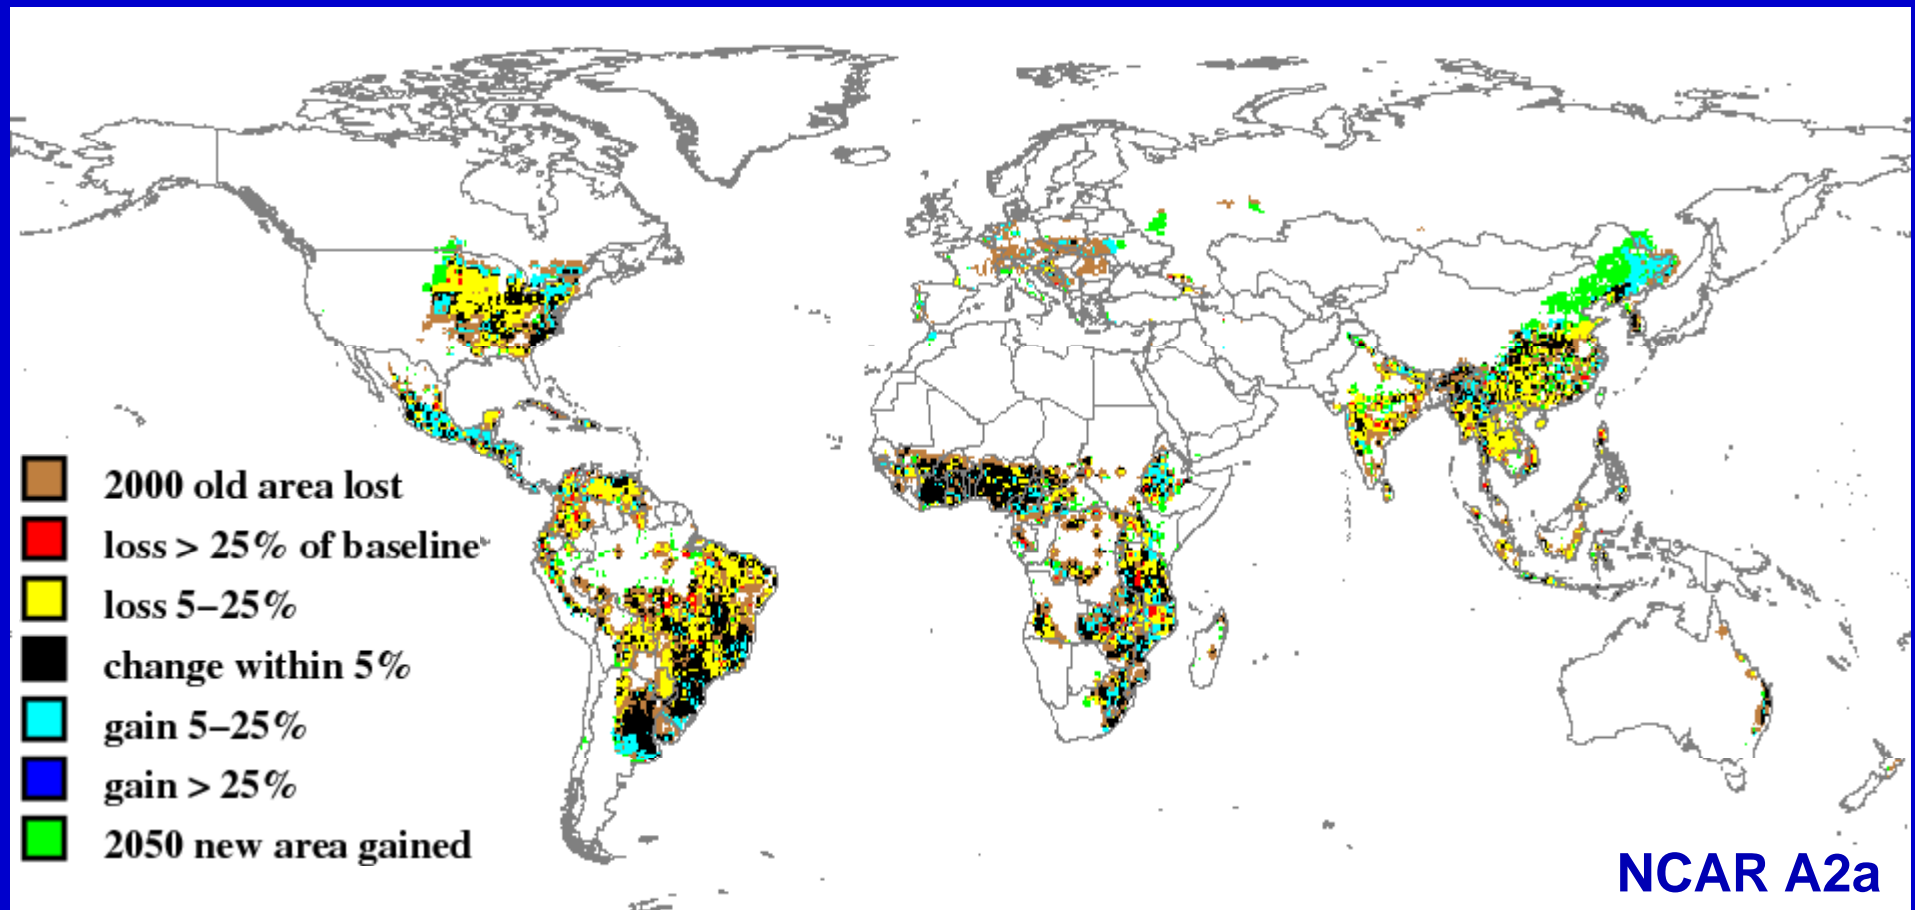 2000 old area lost
loss > 25% of baseline
loss 5–25%
change within 5%
gain 5–25%
gain > 25%
2050 new area gained
NCAR A2a